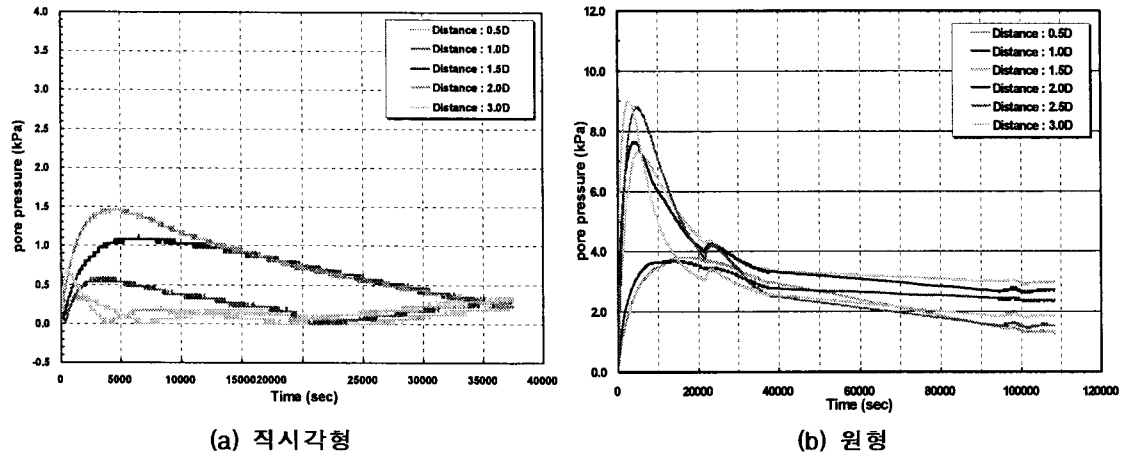 4.0
3.5
3.0
2.5
2.0
1.5
1.0
0.5
0.0
-0.5
pore pressure (kPa)
Distance : 0.5D
Distance : 1.0D
Distance : 1.5D
Distance : 2.0D
Distance : 3.0D
0 5000 10000 15000 20000 25000 30000 35000 40000
Time (sec)
(a) 직시각형
12.0
10.0
8.0
6.0
4.0
2.0
0.0
pore pressure (kPa)
Distance : 0.5D
Distance : 1.0D
Distance : 1.5D
Distance : 2.0D
Distance : 2.5D
Distance : 3.0D
0 20000 40000 60000 80000 100000 120000
Time (sec)
(b) 원형